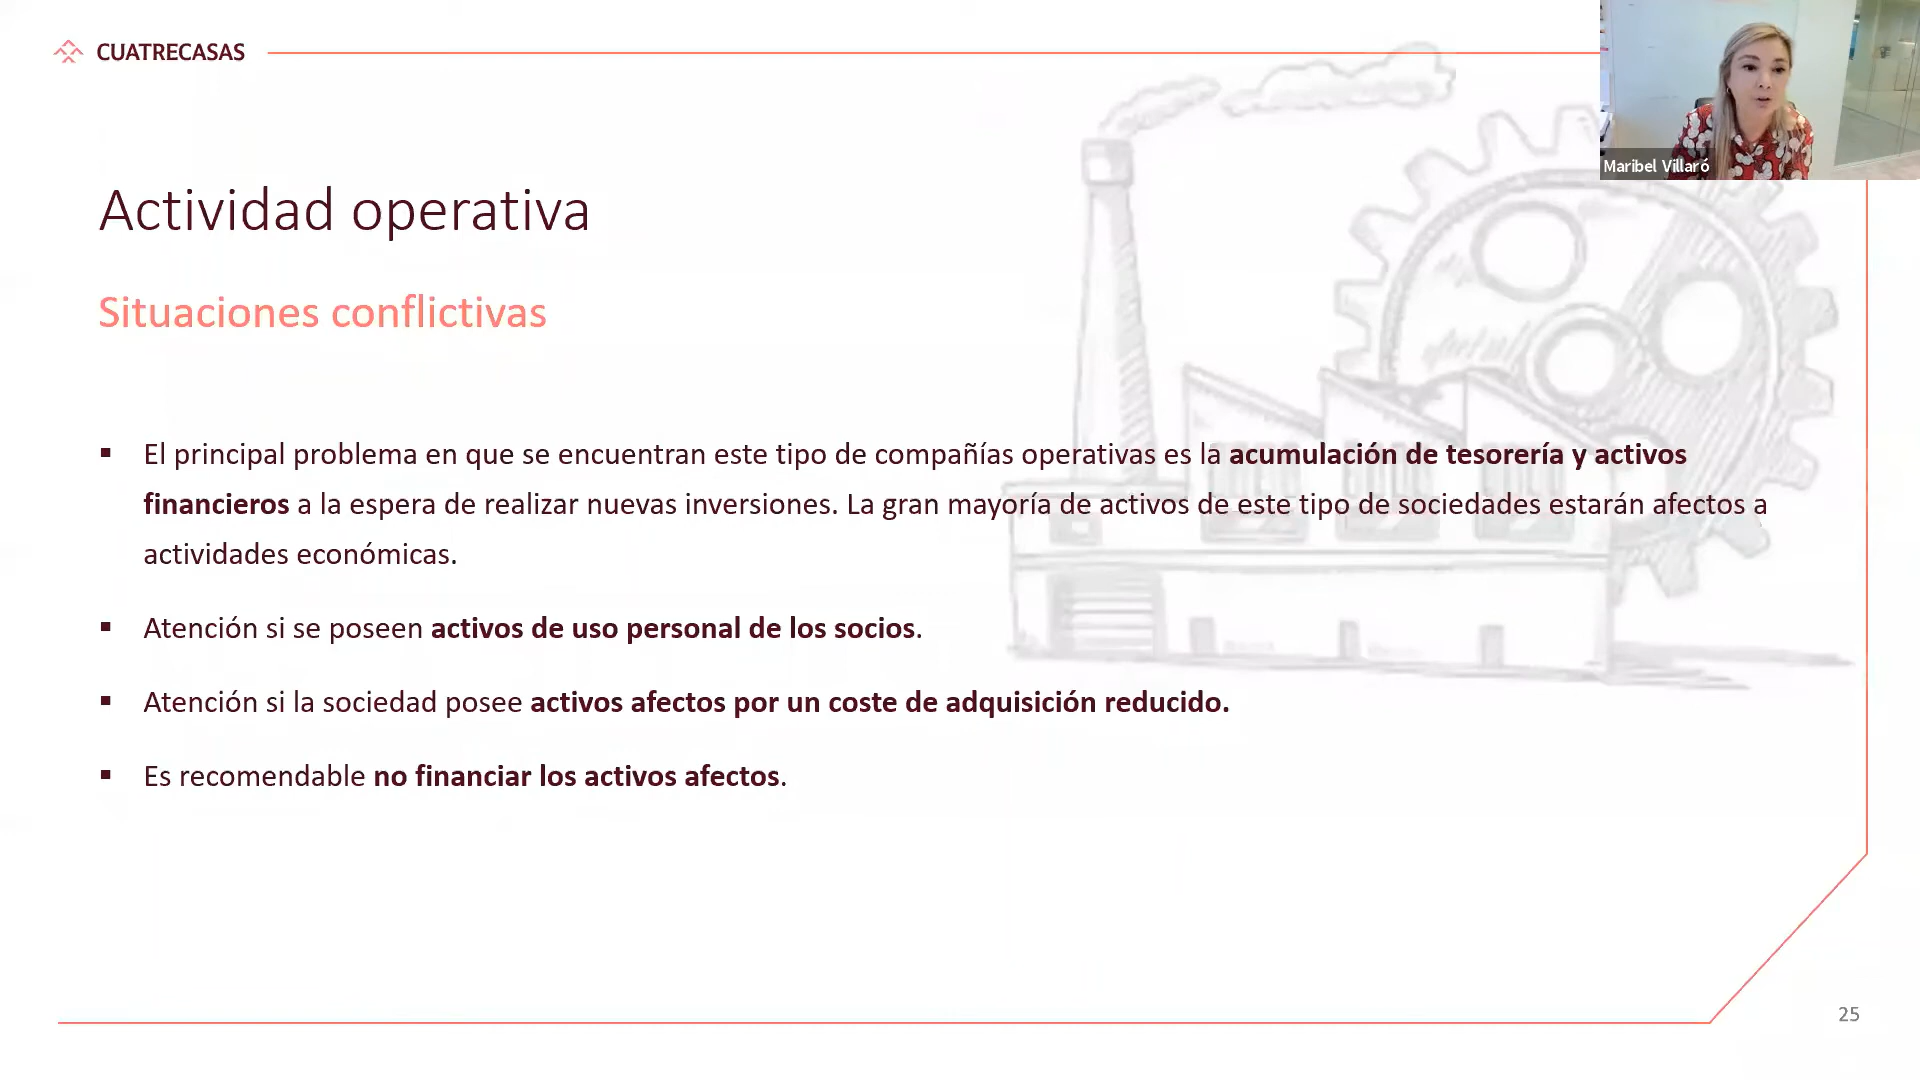 CUATRECASAS
Maribel Villaró
Actividad operativa
Situaciones conflictivas
▪ El principal problema en que se encuentran este tipo de compañías operativas es la acumulación de tesorería y activos
financieros a la espera de realizar nuevas inversiones. La gran mayoría de activos de este tipo de sociedades estarán afectos a
actividades económicas.
▪ Atención si se poseen activos de uso personal de los socios.
▪ Atención si la sociedad posee activos afectos por un coste de adquisición reducido.
▪ Es recomendable no financiar los activos afectos.
25